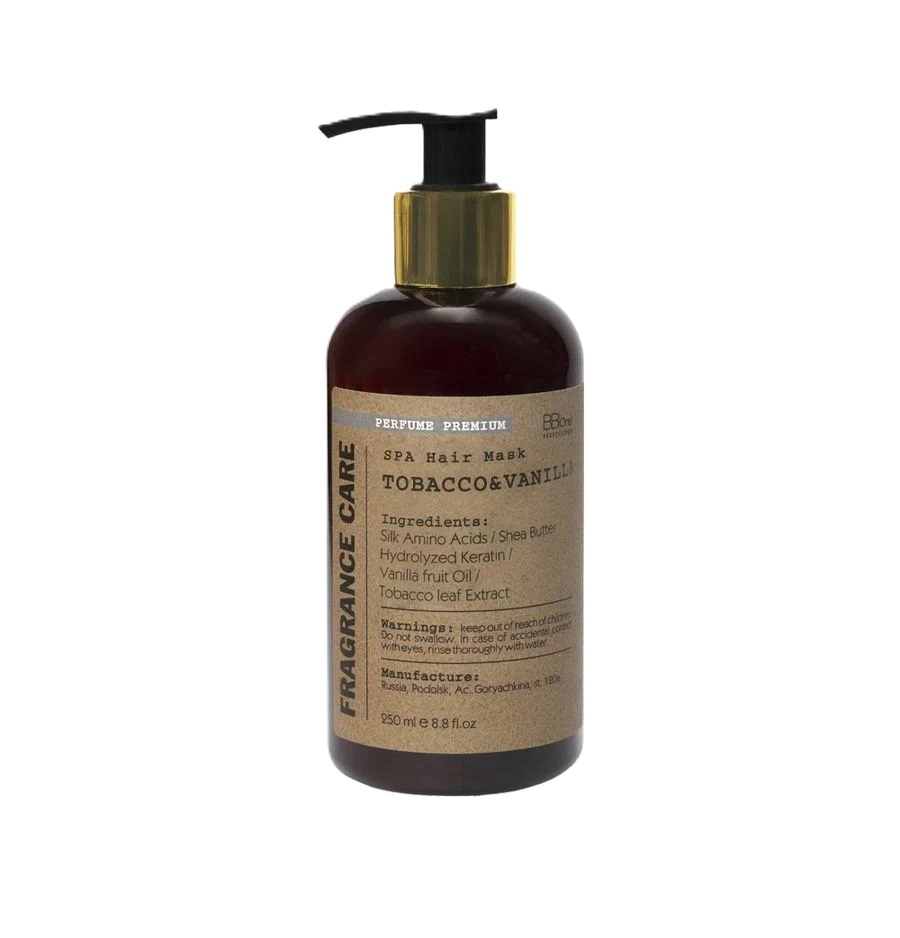 PERFUME PREMIUM
BBone
PROFESSIONAL
FRAGRANCE CARE
SPA Hair Mask
TOBACCO&VANILLA
Ingredients:
Silk Amino Acids / Shea Butter
Hydrolyzed Keratin /
Vanilla fruit Oil /
Tobacco leaf Extract
Warnings: keep out of reach of children.
Do not swallow. In case of accidental contact
with eyes, rinse thoroughly with water.
Manufacture:
Russia, Podolsk, Ac. Goryachkina, st.
250 ml e 8.8 fl.oz